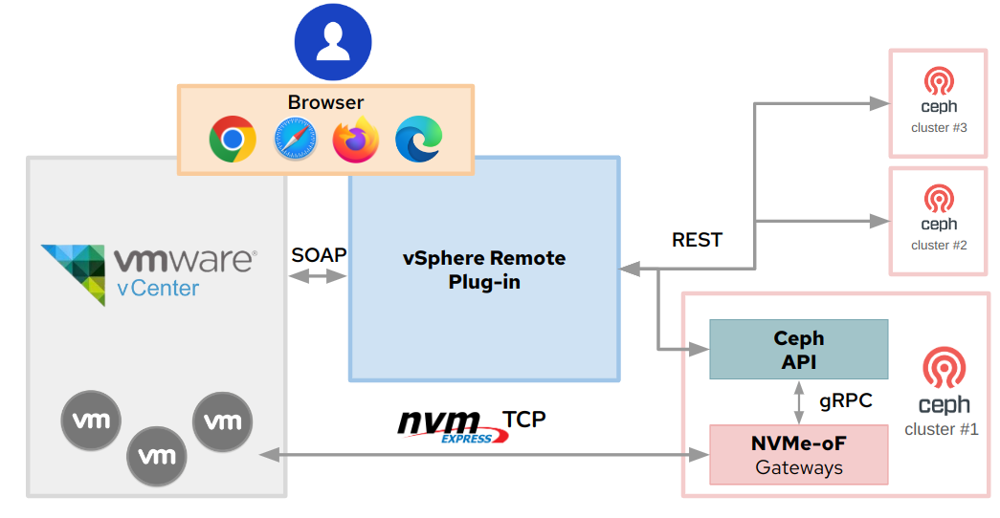 Browser
ceph
cluster #3
ceph
cluster #2
vmware®
vCenter
SOAP
vSphere Remote
Plug-in
REST
Ceph
API
gRPC
ceph
cluster #1
vm
vm
vm
nvm
EXPRESS
TCP
NVMe-oF
Gateways